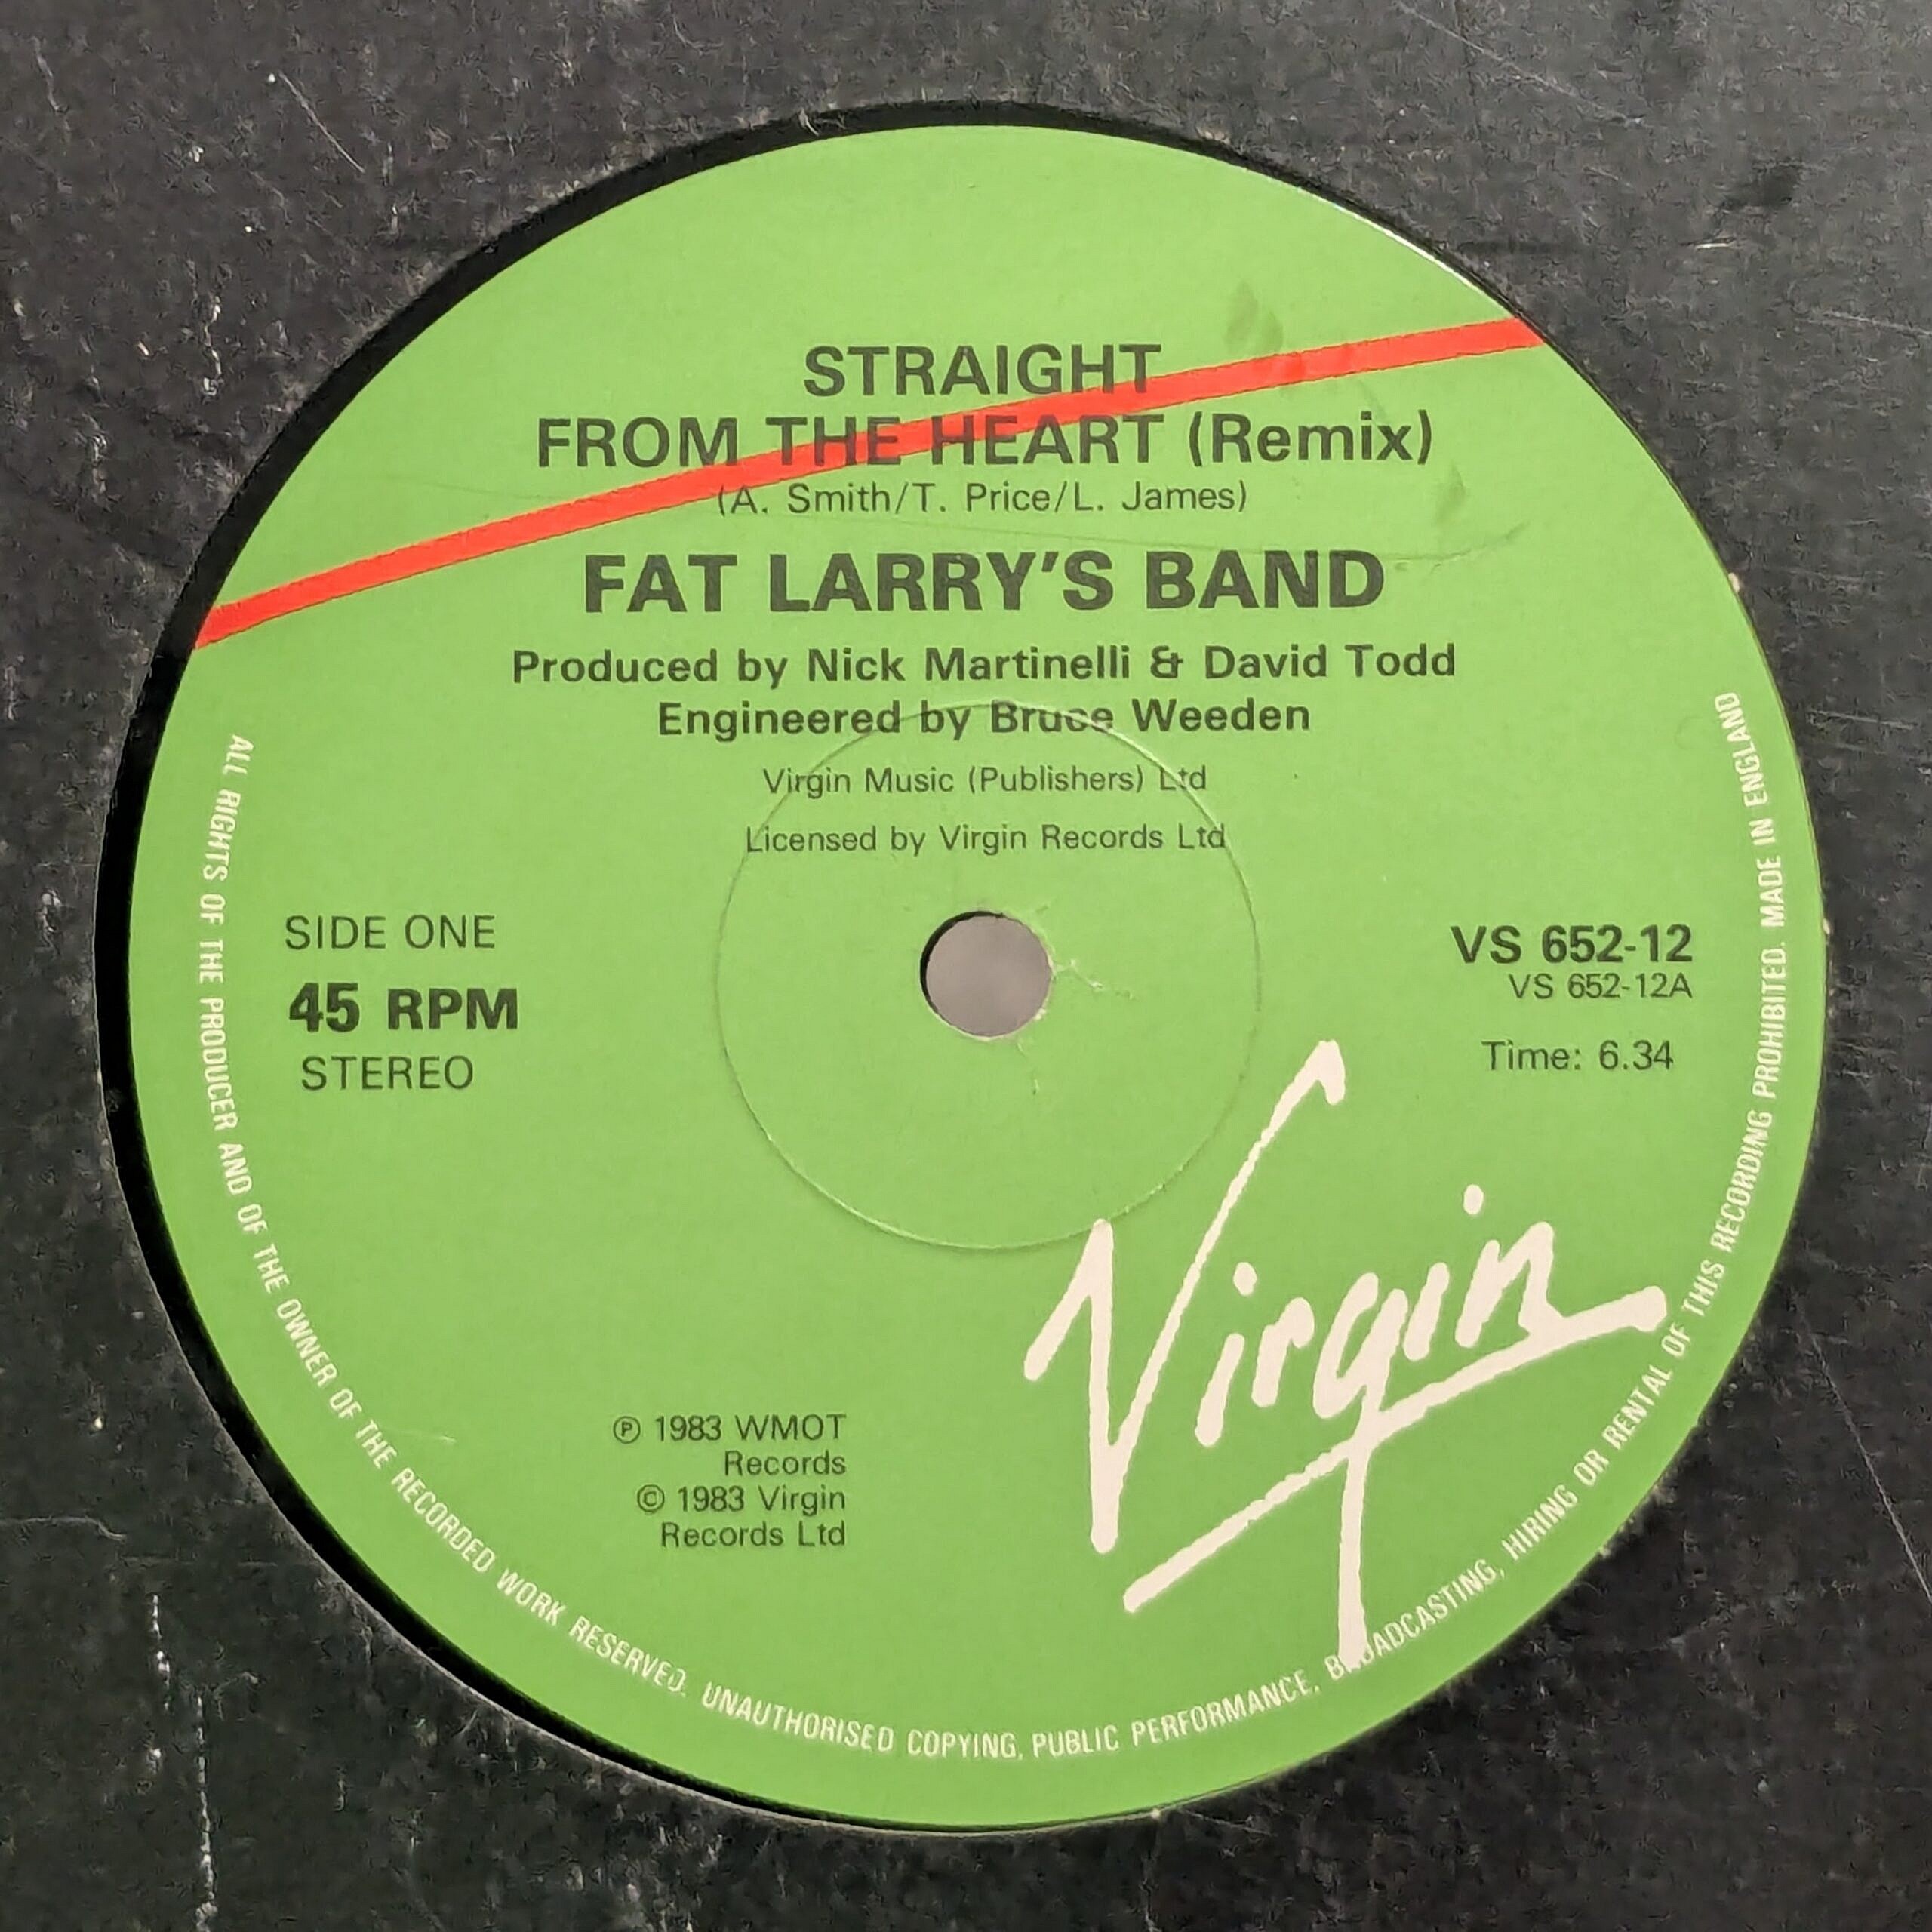 STRAIGHT
FROM THE HEART (Remix)
(A. Smith/T. Price/L. James)
FAT LARRY'S BAND
Produced by Nick Martinelli & David Todd
Engineered by Bruce Weeden
Virgin Music (Publishers) Ltd
Licensed by Virgin Records Ltd
SIDE ONE
45 RPM
STEREO
VS 652-12
VS 652-12A
Time: 6.34
Virgin
℗ 1983 WMOT
Records
© 1983 Virgin
Records Ltd
ALL RIGHTS OF THE PRODUCER AND OF THE OWNER OF THE RECORDED WORK RESERVED. UNAUTHORISED COPYING, PUBLIC PERFORMANCE, BROADCASTING, HIRING OR RENTAL OF THIS RECORDING PROHIBITED. MADE IN ENGLAND